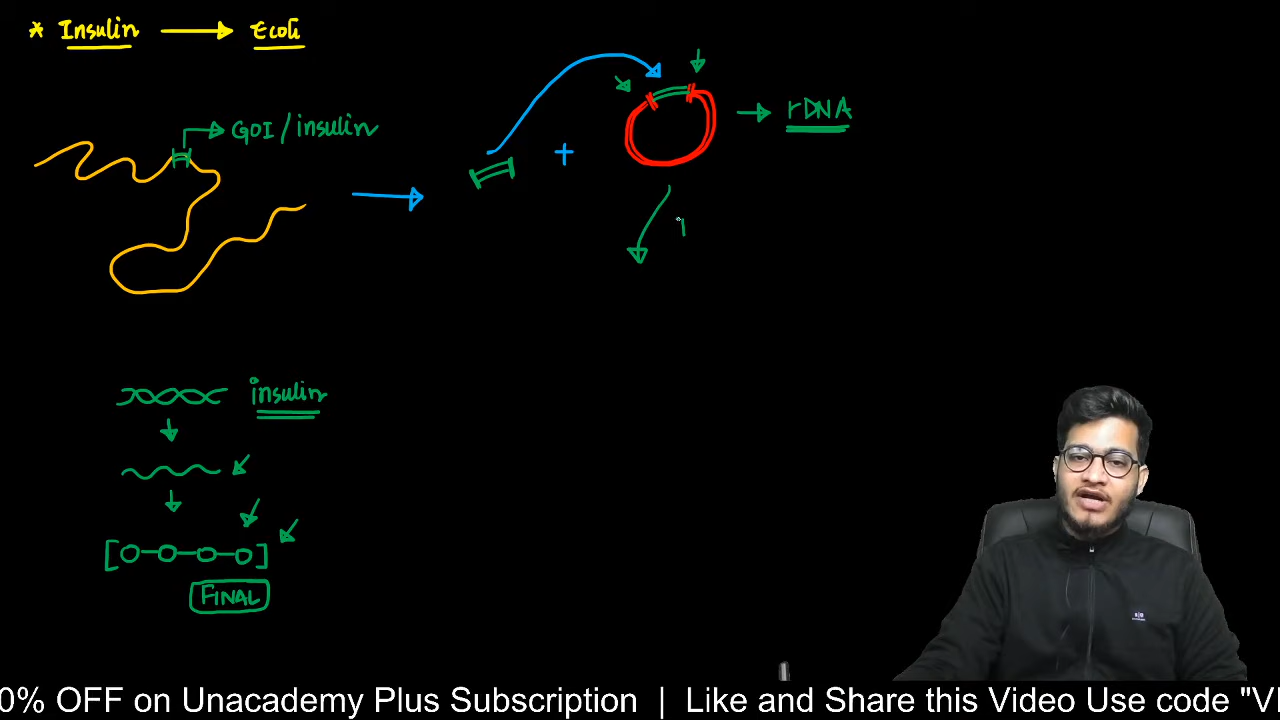 * Insulin → Ecoli
GOI/insulin
+
→ rDNA
insulin
FINAL
0% OFF on Unacademy Plus Subscription | Like and Share this Video Use code "V